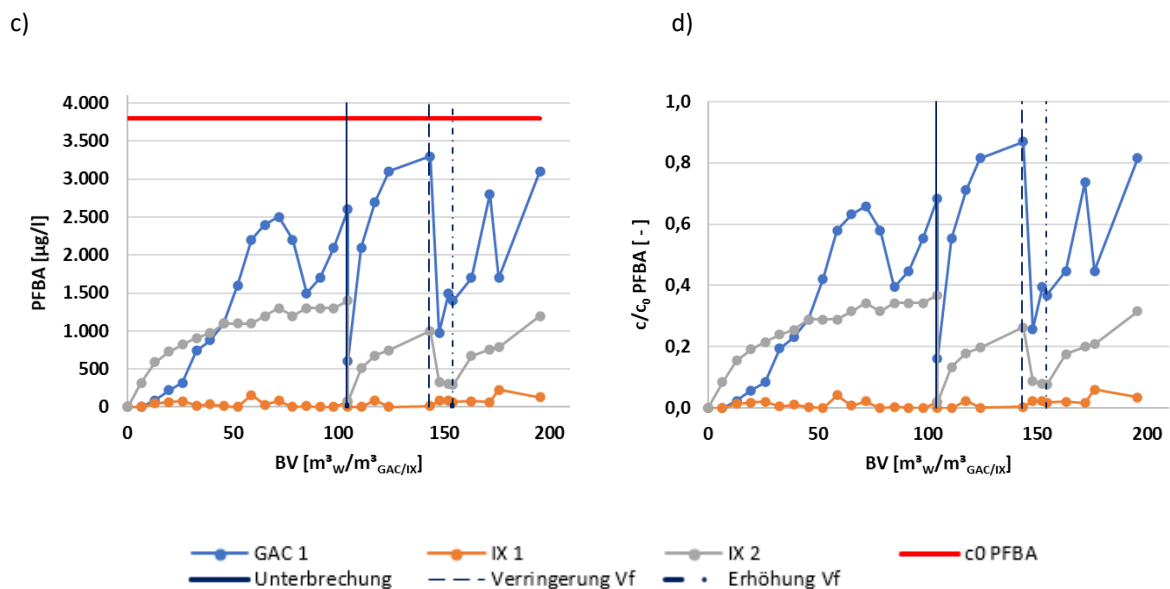 c)
d)
4.000
3.500
3.000
2.500
2.000
1.500
1.000
500
0
PFBA [µg/l]
0 50 100 150 200
BV [m³W/m³GAC/IX]
1,0
0,8
0,6
0,4
0,2
0,0
c/c0 PFBA [ - ]
0 50 100 150 200
BV [m³W/m³GAC/IX]
GAC 1 IX 1 IX 2 c0 PFBA
Unterbrechung Verringerung Vf Erhöhung Vf